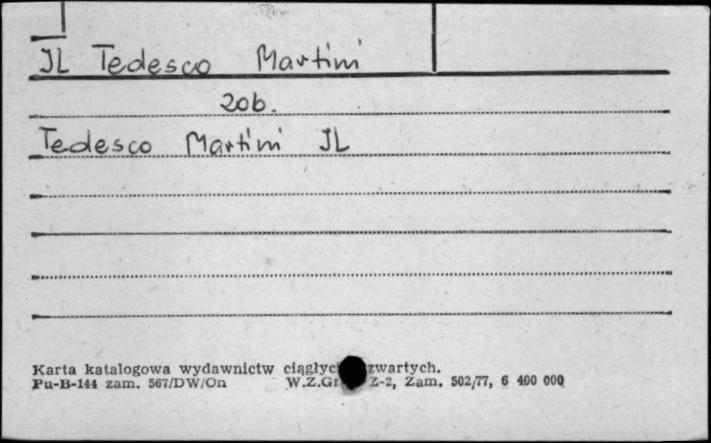 JL Tedesco Martini
zob.
Tedesco Martini JL
Karta katalogowa wydawnictw ciągłyc zwartych.
Pu-B-144 zam. 567/DW/On W.Z.Gr Z-2, Zam. 502/77, 6 400 000